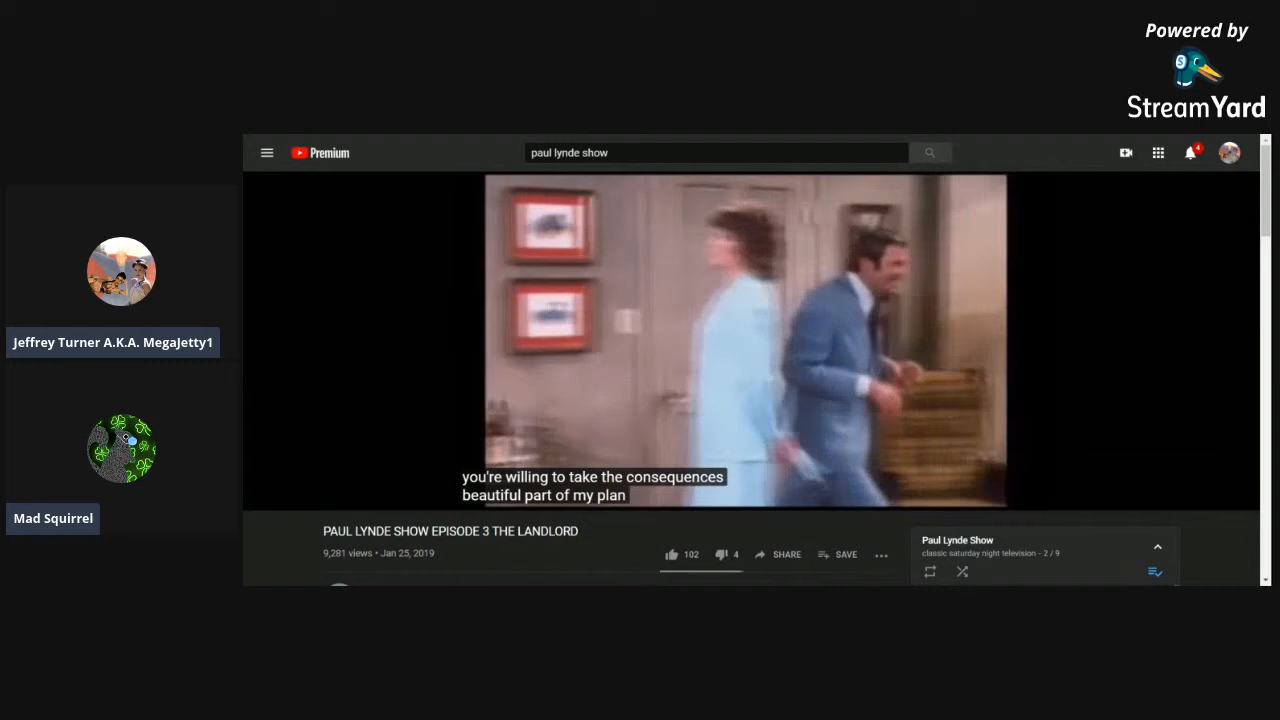 Powered by
StreamYard
Premium
paul lynde show
4
Jeffrey Turner A.K.A. MegaJetty1
Mad Squirrel
you're willing to take the consequences
beautiful part of my plan
PAUL LYNDE SHOW EPISODE 3 THE LANDLORD
9,281 views • Jan 25, 2019
102
4
SHARE
SAVE
Paul Lynde Show
classic saturday night television - 2 / 9